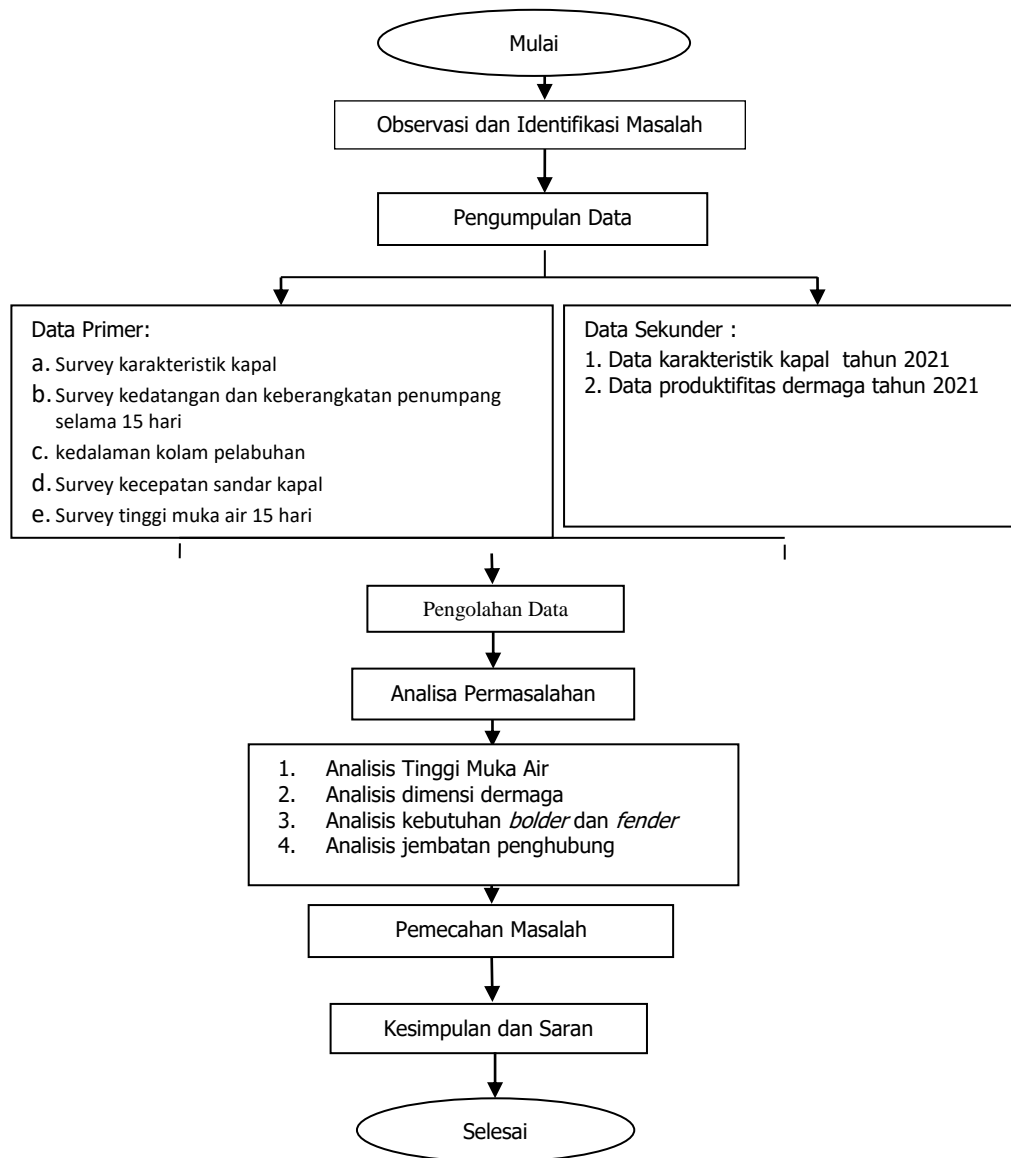 Mulai
Observasi dan Identifikasi Masalah
Pengumpulan Data
Data Primer:
a. Survey karakteristik kapal
b. Survey kedatangan dan keberangkatan penumpang
selama 15 hari
c. kedalaman kolam pelabuhan
d. Survey kecepatan sandar kapal
e. Survey tinggi muka air 15 hari
Data Sekunder :
1. Data karakteristik kapal tahun 2021
2. Data produktifitas dermaga tahun 2021
Pengolahan Data
Analisa Permasalahan
1. Analisis Tinggi Muka Air
2. Analisis dimensi dermaga
3. Analisis kebutuhan bolder dan fender
4. Analisis jembatan penghubung
Pemecahan Masalah
Kesimpulan dan Saran
Selesai